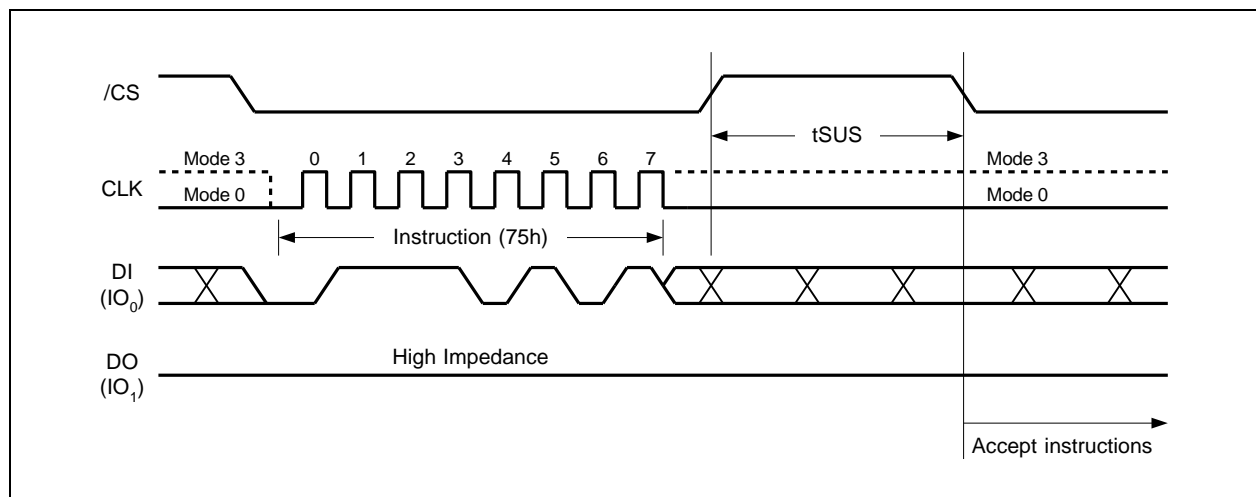 /CS
tSUS
Mode 3 0 1 2 3 4 5 6 7 Mode 3
CLK
Mode 0 Mode 0
Instruction (75h)
DI
(IO0)
High Impedance
DO
(IO1)
Accept instructions